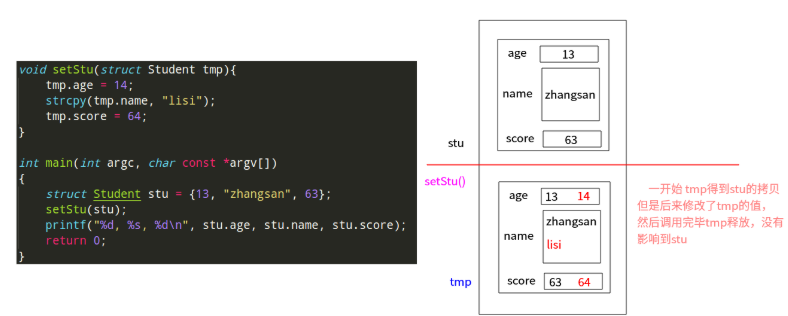 void setStu(struct Student tmp){
    tmp.age = 14;
    strcpy(tmp.name, "lisi");
    tmp.score = 64;
}
int main(int argc, char const *argv[])
{
    struct Student stu = {13, "zhangsan", 63};
    setStu(stu);
    printf("%d, %s, %d\n", stu.age, stu.name, stu.score);
    return 0;
}
age 13
name zhangsan
score 63
stu
setStu()
age 13 14
name zhangsan
lisi
score 63 64
tmp
一开始 tmp得到stu的拷贝
但是后来修改了tmp的值，
然后调用完毕tmp释放，没有
影响到stu